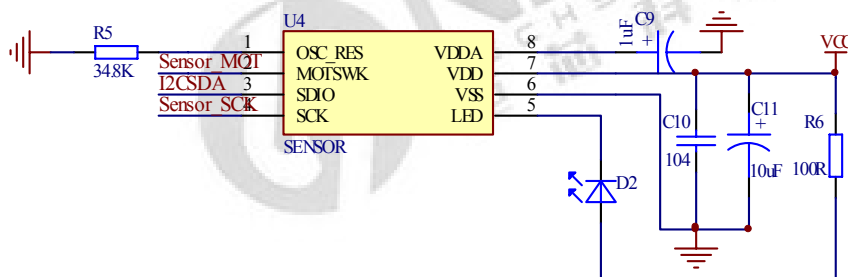 U4
R5
34.8K
1
Sensor_MOT
2
I2CSDA
3
Sensor_SCK
4
OSC_RES
MOTSWK
SDIO
SCK
VDDA
VDD
VSS
LED
8
7
6
5
SENSOR
1uF
C9
+
VCC
C10
104
C11
+
10uF
R6
100R
D2